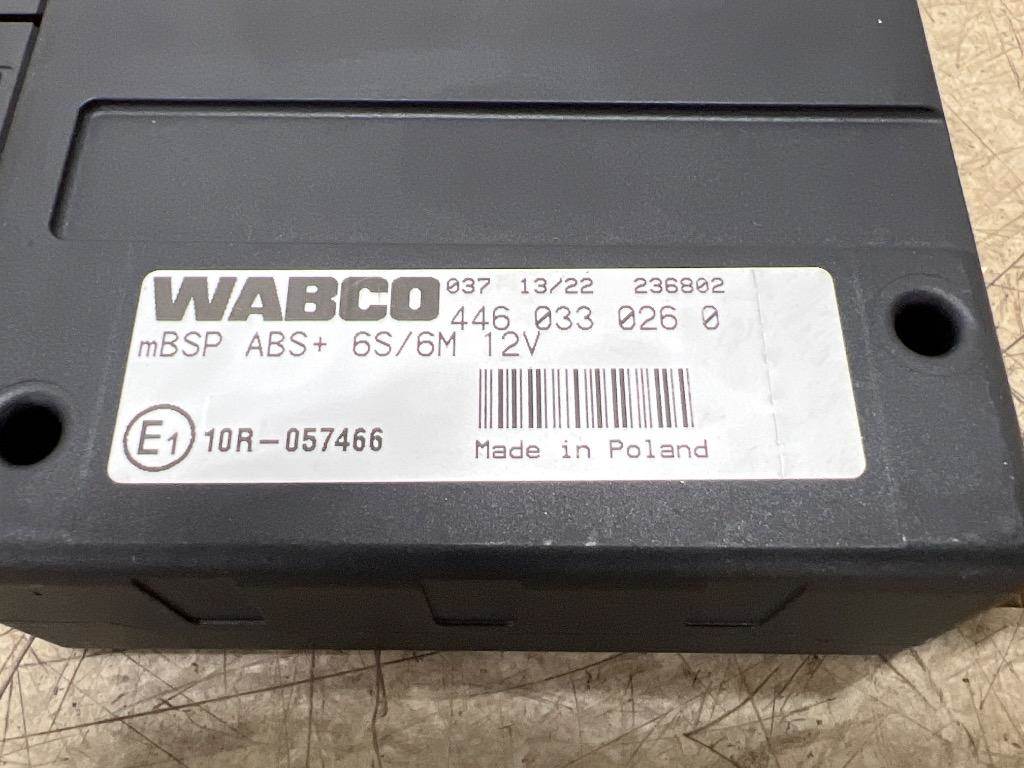 WABCO 037 13/22 236802
446 033 026 0
mBSP ABS+ 6S/6M 12V
E1 10R-057466
Made in Poland